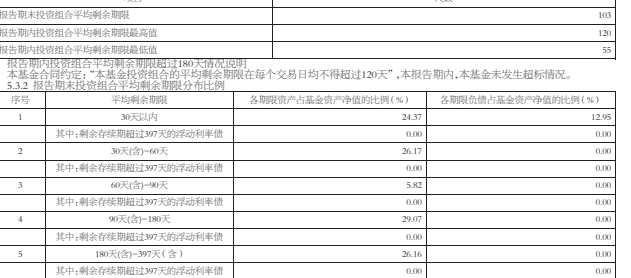 报告期末投资组合平均剩余期限 103
报告期内投资组合平均剩余期限最高值 120
报告期内投资组合平均剩余期限最低值 55
报告期内投资组合平均剩余期限超过180天情况说明
本基金合同约定：“本基金投资组合的平均剩余期限在每个交易日均不得超过120天”，本报告期内，本基金未发生超标情况。
5.3.2 报告期末投资组合平均剩余期限分布比例
序号 平均剩余期限 各期限资产占基金资产净值的比例（%） 各期限负债占基金资产净值的比例（%）
1 30天以内 24.37 12.95
其中：剩余存续期超过397天的浮动利率债 0.00 0.00
2 30天(含)-60天 26.17 0.00
其中：剩余存续期超过397天的浮动利率债 0.00 0.00
3 60天(含)-90天 5.82 0.00
其中：剩余存续期超过397天的浮动利率债 0.00 0.00
4 90天(含)-180天 29.07 0.00
其中：剩余存续期超过397天的浮动利率债 0.00 0.00
5 180天(含)-397天（含） 26.16 0.00
其中：剩余存续期超过397天的浮动利率债 0.00 0.00